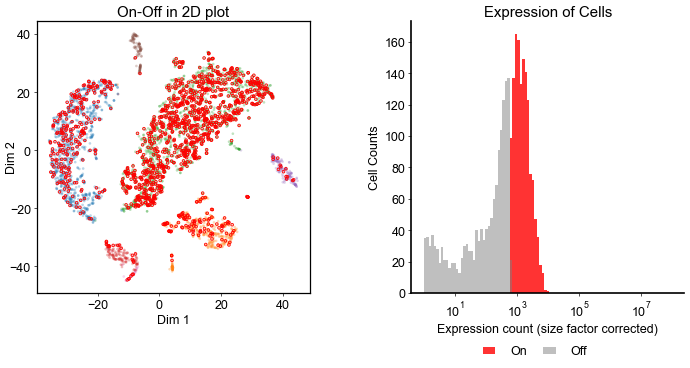 On-Off in 2D plot
40
20
0
−20
−40
Dim 2
−20
0
20
40
Dim 1
Expression of Cells
160
140
120
100
80
60
40
20
0
Cell Counts
10^1
10^3
10^5
10^7
Expression count (size factor corrected)
On
Off